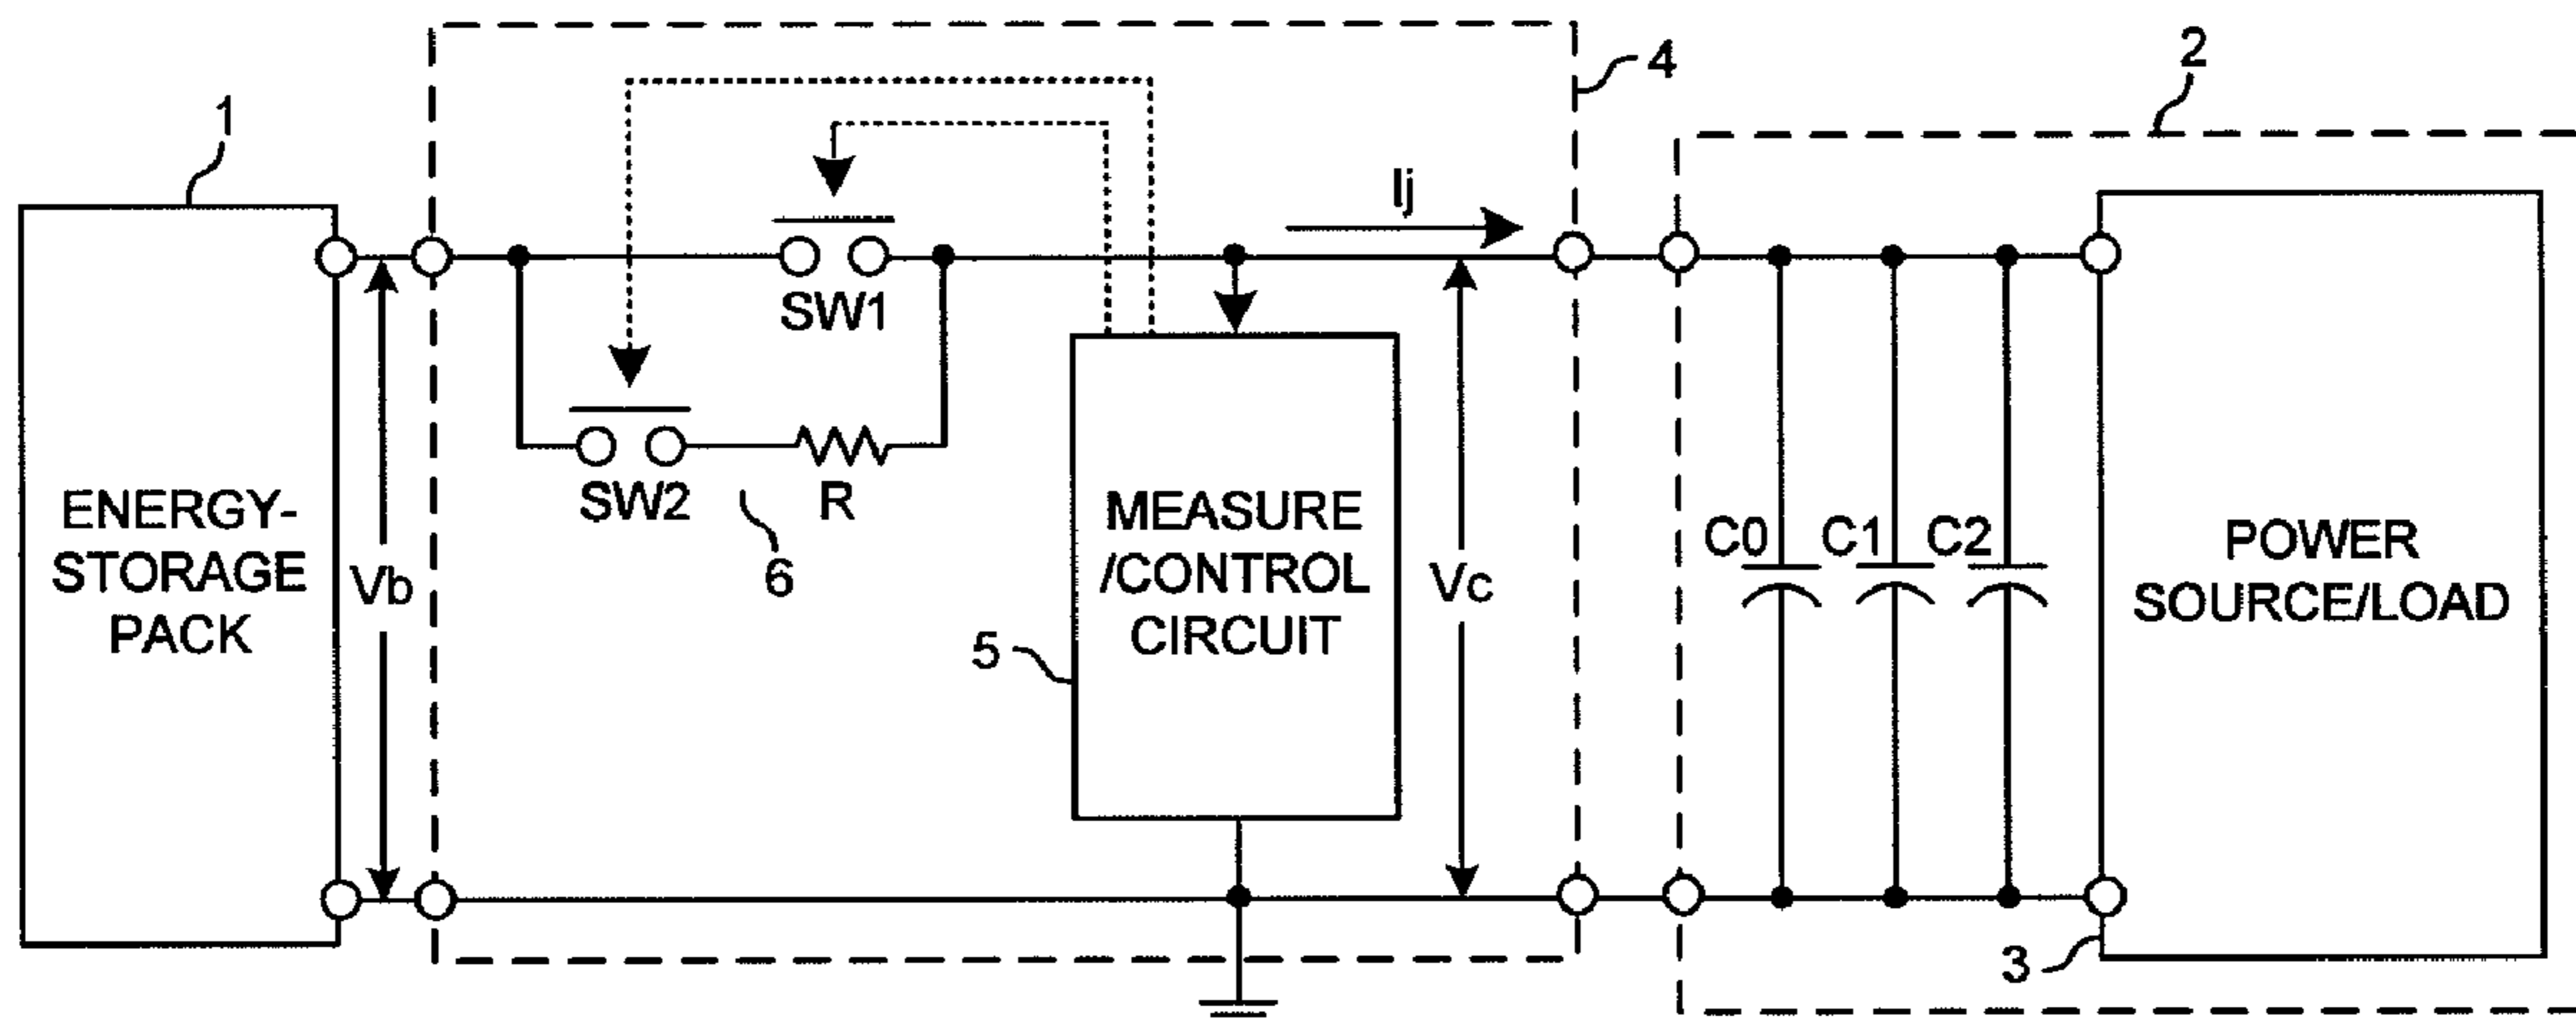 1
4
2
Ij
SW1
SW2
R
6
ENERGY-
STORAGE
PACK
Vb
MEASURE
/CONTROL
CIRCUIT
5
Vc
C0
C1
C2
POWER
SOURCE/LOAD
3